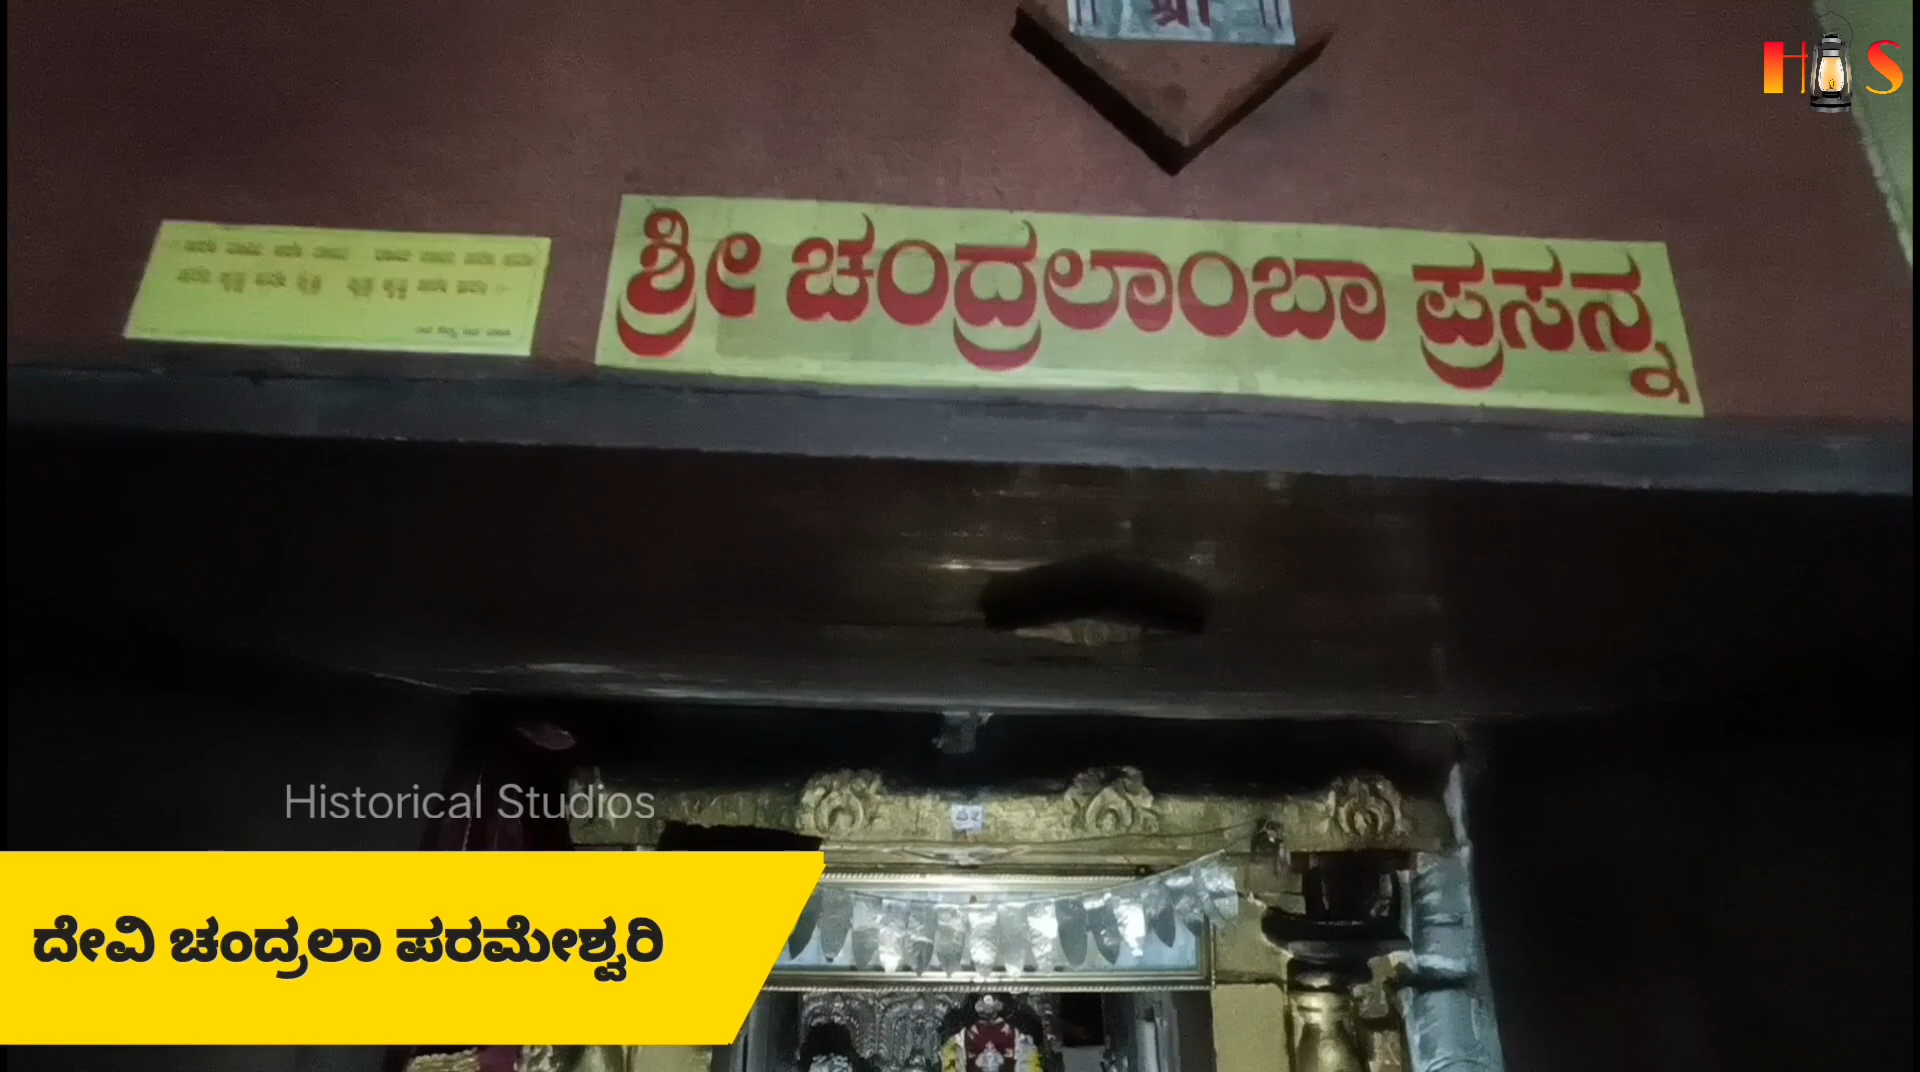 ಶ್ರೀ
H S
ಶ್ರೀ ಚಂದ್ರಲಾಂಬಾ ಪ್ರಸನ್ನ
Historical Studios
ದೇವಿ ಚಂದ್ರಲಾ ಪರಮೇಶ್ವರಿ